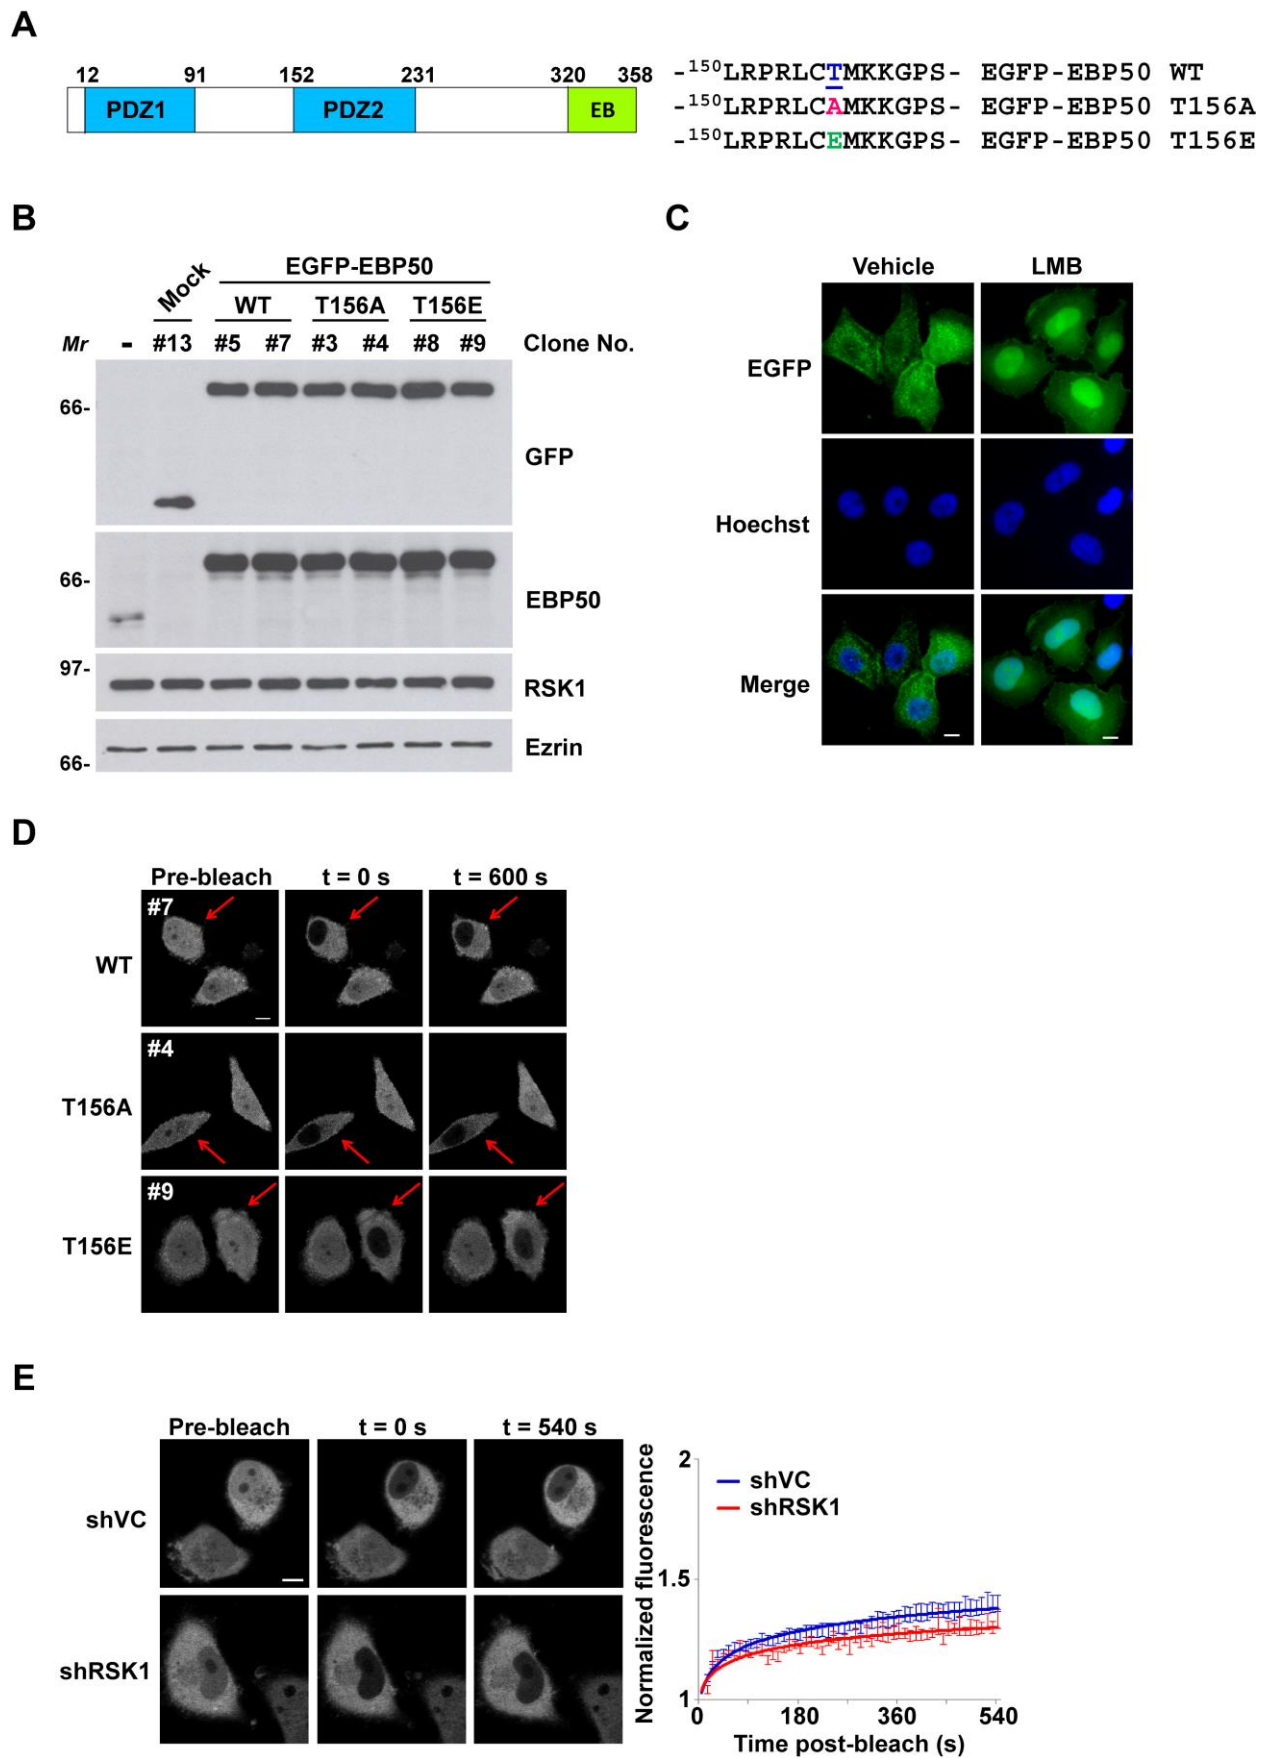 A
12 91 152 231 320 358
PDZ1 PDZ2 EB
-150LRPRLCTMKKGPS- EGFP-EBP50 WT
-150LRPRLCAMKKGPS- EGFP-EBP50 T156A
-150LRPRLCEMKKGPS- EGFP-EBP50 T156E
B
Mock
EGFP-EBP50
WT T156A T156E
Mr - #13 #5 #7 #3 #4 #8 #9 Clone No.
66-
GFP
66-
EBP50
97-
RSK1
66-
Ezrin
C
Vehicle LMB
EGFP
Hoechst
Merge
D
Pre-bleach t = 0 s t = 600 s
#7
WT
#4
T156A
#9
T156E
E
Pre-bleach t = 0 s t = 540 s
shVC
shRSK1
Normalized fluorescence
2
1.5
1
shVC
shRSK1
0 180 360 540
Time post-bleach (s)